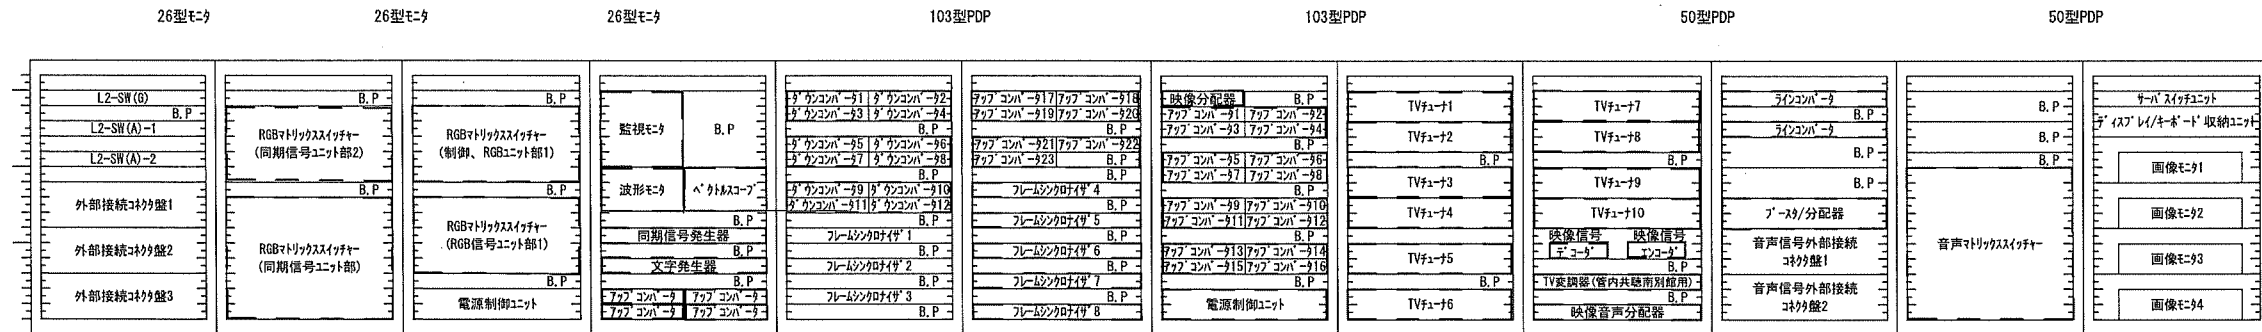 26型モニタ
26型モニタ
26型モニタ
103型PDP
103型PDP
50型PDP
50型PDP
L2-SW(G)
B.P
L2-SW(A)-1
L2-SW(A)-2
外部接続コネクタ盤1
外部接続コネクタ盤2
外部接続コネクタ盤3
B.P
RGBマトリックススイッチャー
(同期信号ユニット部2)
B.P
RGBマトリックススイッチャー
(同期信号ユニット部)
B.P
RGBマトリックススイッチャー
(制御、RGBユニット部1)
B.P
RGBマトリックススイッチャー
(RGB信号ユニット部1)
B.P
電源制御ユニット
監視モニタ
B.P
波形モニタ
ベクトルスコープ
B.P
同期信号発生器
B.P
文字発生器
B.P
アップコンバータ アップコンバータ
アップコンバータ アップコンバータ
ダウンコンバータ1 ダウンコンバータ2
ダウンコンバータ3 ダウンコンバータ4
B.P
ダウンコンバータ5 ダウンコンバータ6
ダウンコンバータ7 ダウンコンバータ8
B.P
ダウンコンバータ9 ダウンコンバータ10
ダウンコンバータ11 ダウンコンバータ12
B.P
フレームシンクロナイザ1
B.P
フレームシンクロナイザ2
B.P
フレームシンクロナイザ3
B.P
アップコンバータ17 アップコンバータ18
アップコンバータ19 アップコンバータ20
B.P
アップコンバータ21 アップコンバータ22
アップコンバータ23 B.P
B.P
フレームシンクロナイザ4
B.P
フレームシンクロナイザ5
B.P
フレームシンクロナイザ6
B.P
フレームシンクロナイザ7
B.P
フレームシンクロナイザ8
映像分配器 B.P
アップコンバータ1 アップコンバータ2
アップコンバータ3 アップコンバータ4
B.P
アップコンバータ5 アップコンバータ6
アップコンバータ7 アップコンバータ8
B.P
アップコンバータ9 アップコンバータ10
アップコンバータ11 アップコンバータ12
B.P
アップコンバータ13 アップコンバータ14
アップコンバータ15 アップコンバータ16
B.P
電源制御ユニット
TVチューナ1
TVチューナ2
B.P
TVチューナ3
TVチューナ4
TVチューナ5
B.P
TVチューナ6
TVチューナ7
TVチューナ8
B.P
TVチューナ9
TVチューナ10
映像信号 映像信号
デコーダ エンコーダ
B.P
TV変調器(管内共聴南別館用)
B.P
映像音声分配器
ラインコンバータ
B.P
ラインコンバータ
B.P
B.P
ブースタ/分配器
音声信号外部接続
コネクタ盤1
音声信号外部接続
コネクタ盤2
B.P
B.P
B.P
音声マトリックススイッチャー
サーバスイッチユニット
ディスプレイ/キーボード収納ユニット
画像モニタ1
画像モニタ2
画像モニタ3
画像モニタ4